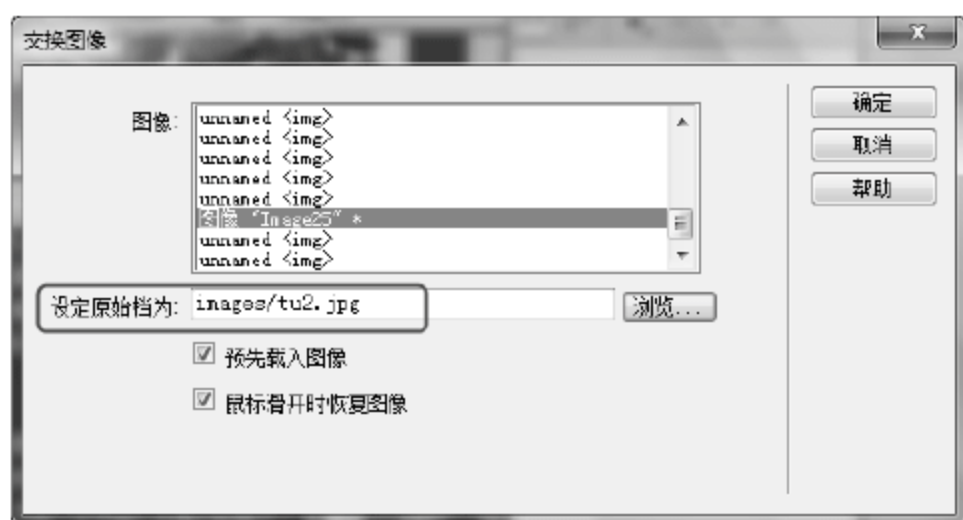 交换图像
图像:
unnamed <img>
unnamed <img>
unnamed <img>
unnamed <img>
unnamed <img>
图像 "Image25" *
unnamed <img>
unnamed <img>
设定原始档为: images/tu2.jpg
浏览...
预先载入图像
鼠标滑开时恢复图像
确定
取消
帮助